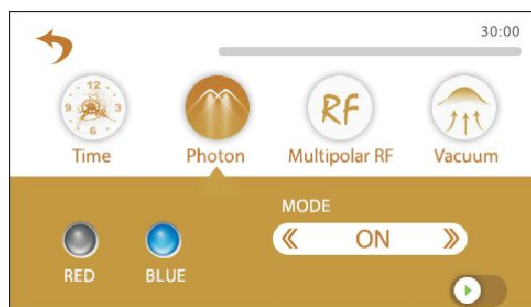 30:00
12
9 3
6
RF
Time Photon Multipolar RF Vacuum
MODE
ON
RED BLUE